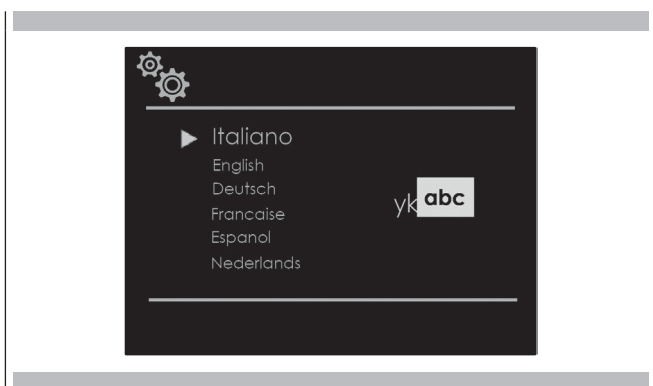 Italiano
English
Deutsch
Francaise
Espanol
Nederlands
yk abc